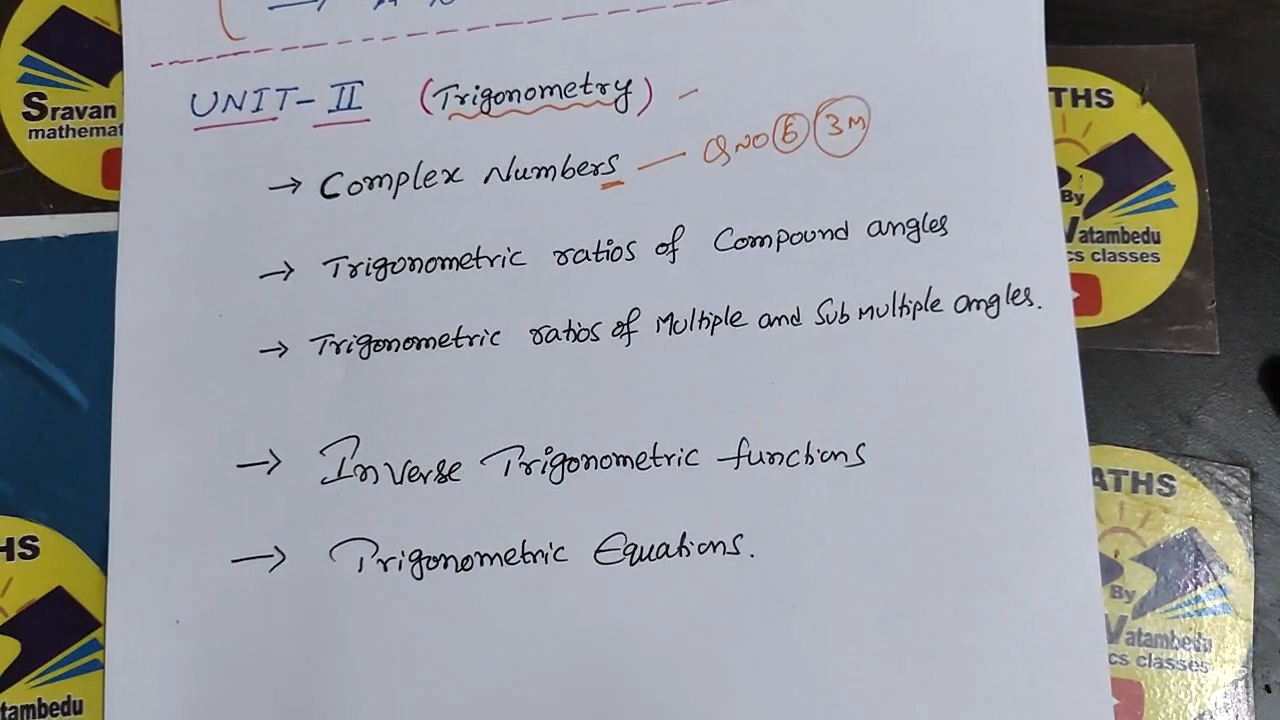 UNIT-II (Trigonometry) -
→ Complex Numbers — QNO 6 3M
→ Trigonometric ratios of Compound angles
→ Trigonometric ratios of Multiple and Sub multiple angles.
→ Inverse Trigonometric functions
→ Trigonometric Equations.
Sravan
mathemat
THS
By
Vatambedu
cs classes
ATHS
By
Vatambedu
cs classes
HS
tambedu